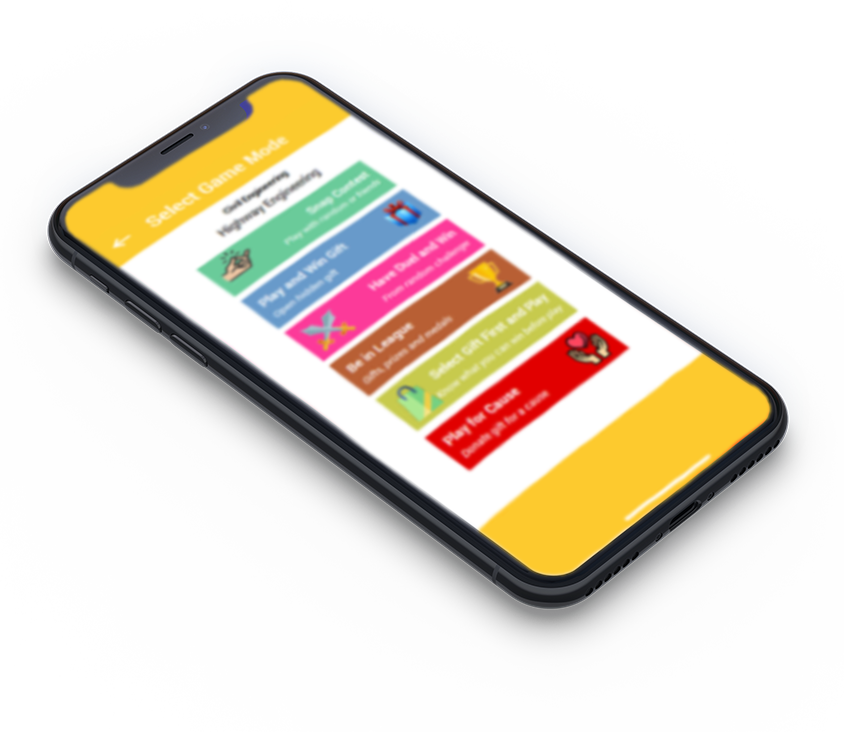 Select Game Mode
Civil Engineering
Highway Engineering
Snap Contest
Play with random or friends
Play and Win Gift
Open hidden gift
Have Duel and Win
From random challenge
Be in League
Gifts, prizes and medals
Select Gift First and Play
Know what you can win before play
Play for Cause
Donate gift for a cause